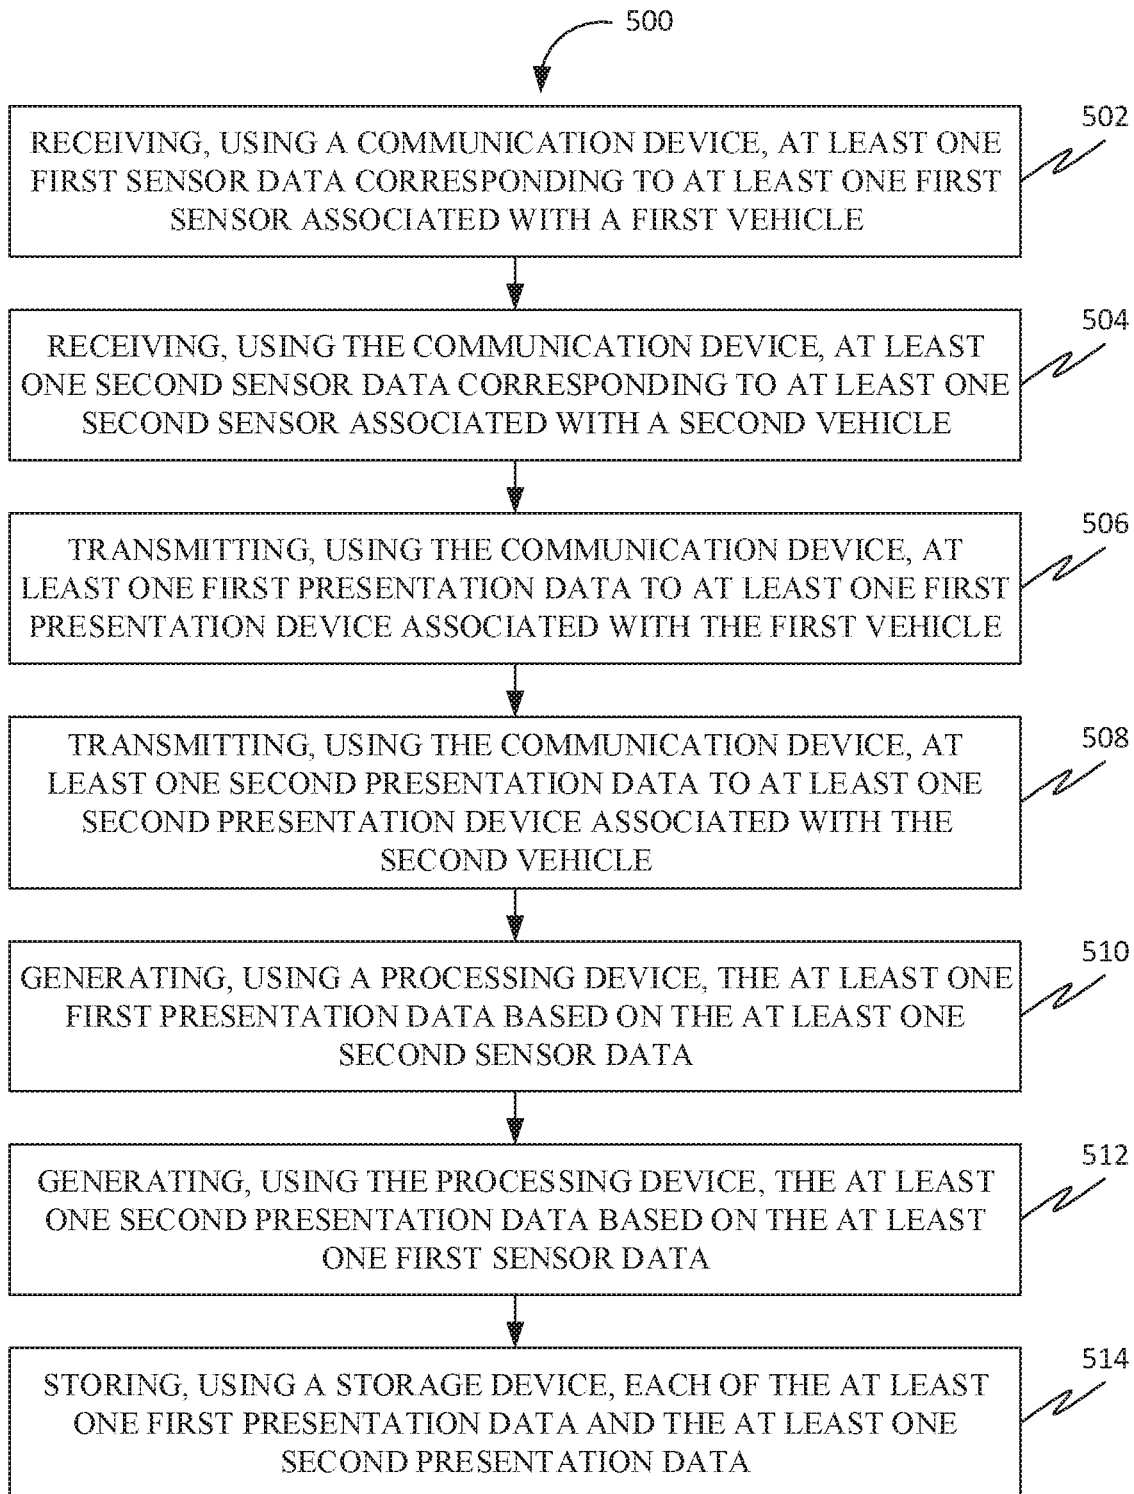 500
502
RECEIVING, USING A COMMUNICATION DEVICE, AT LEAST ONE
FIRST SENSOR DATA CORRESPONDING TO AT LEAST ONE FIRST
SENSOR ASSOCIATED WITH A FIRST VEHICLE
504
RECEIVING, USING THE COMMUNICATION DEVICE, AT LEAST
ONE SECOND SENSOR DATA CORRESPONDING TO AT LEAST ONE
SECOND SENSOR ASSOCIATED WITH A SECOND VEHICLE
506
TRANSMITTING, USING THE COMMUNICATION DEVICE, AT
LEAST ONE FIRST PRESENTATION DATA TO AT LEAST ONE FIRST
PRESENTATION DEVICE ASSOCIATED WITH THE FIRST VEHICLE
508
TRANSMITTING, USING THE COMMUNICATION DEVICE, AT
LEAST ONE SECOND PRESENTATION DATA TO AT LEAST ONE
SECOND PRESENTATION DEVICE ASSOCIATED WITH THE
SECOND VEHICLE
510
GENERATING, USING A PROCESSING DEVICE, THE AT LEAST ONE
FIRST PRESENTATION DATA BASED ON THE AT LEAST ONE
SECOND SENSOR DATA
512
GENERATING, USING THE PROCESSING DEVICE, THE AT LEAST
ONE SECOND PRESENTATION DATA BASED ON THE AT LEAST
ONE FIRST SENSOR DATA
514
STORING, USING A STORAGE DEVICE, EACH OF THE AT LEAST
ONE FIRST PRESENTATION DATA AND THE AT LEAST ONE
SECOND PRESENTATION DATA